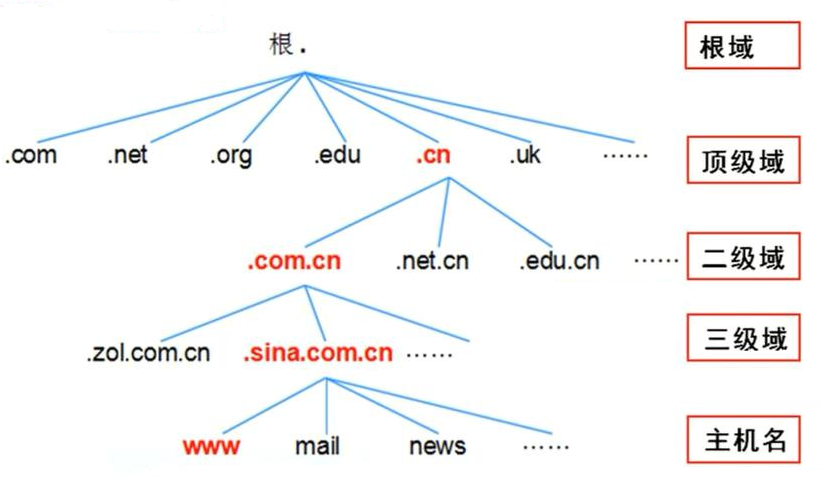 根 .
根域
.com .net .org .edu .cn .uk ……
顶级域
.com.cn .net.cn .edu.cn ……
二级域
.zol.com.cn .sina.com.cn ……
三级域
www mail news ……
主机名